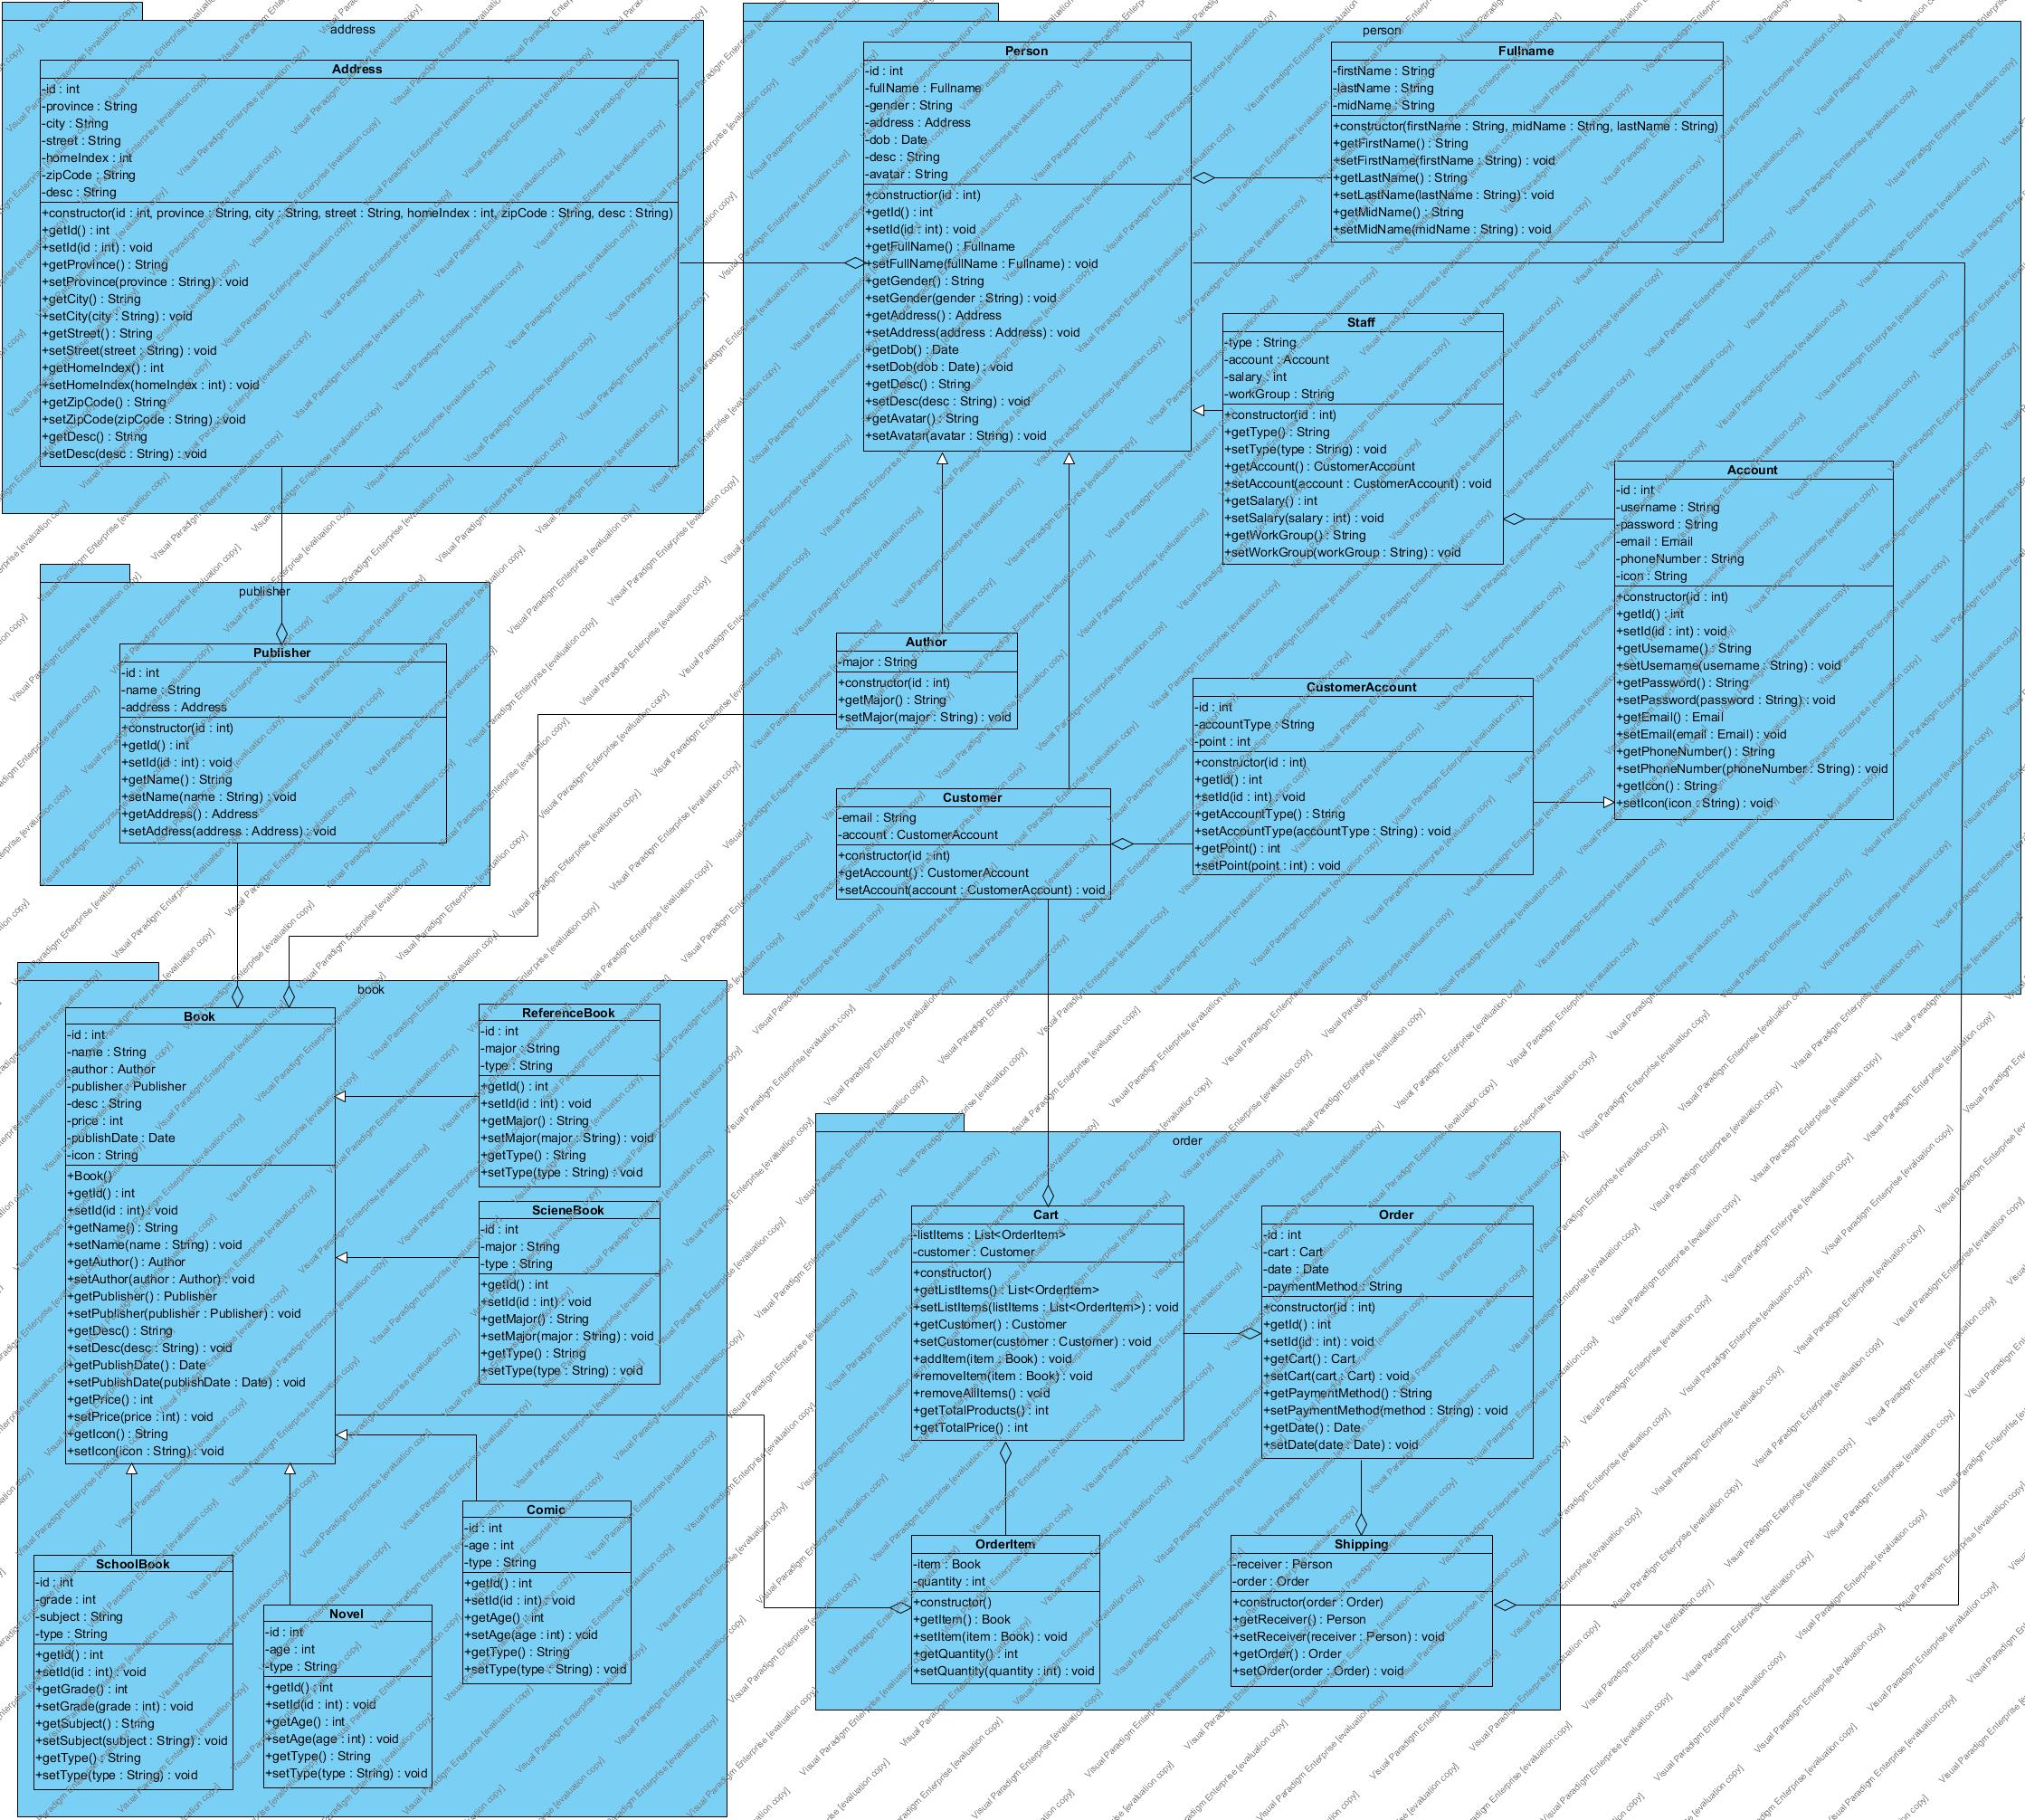 address
Address
-id : int
-province : String
-city : String
-street : String
-homeIndex : int
-zipCode : String
-desc : String
+constructor(id : int, province : String, city : String, street : String, homeIndex : int, zipCode : String, desc : String)
+getId() : int
+setId(id : int) : void
+getProvince() : String
+setProvince(province : String) : void
+getCity() : String
+setCity(city : String) : void
+getStreet() : String
+setStreet(street : String) : void
+getHomeIndex() : int
+setHomeIndex(homeIndex : int) : void
+getZipCode() : String
+setZipCode(zipCode : String) : void
+getDesc() : String
+setDesc(desc : String) : void
person
Person
-id : int
-fullName : Fullname
-gender : String
-address : Address
-dob : Date
-desc : String
-avatar : String
+constructior(id : int)
+getId() : int
+setId(id : int) : void
+getFullName() : Fullname
+setFullName(fullName : Fullname) : void
+getGender() : String
+setGender(gender : String) : void
+getAddress() : Address
+setAddress(address : Address) : void
+getDob() : Date
+setDob(dob : Date) : void
+getDesc() : String
+setDesc(desc : String) : void
+getAvatar() : String
+setAvatar(avatar : String) : void
Fullname
-firstName : String
-lastName : String
-midName : String
+constructor(firstName : String, midName : String, lastName : String)
+getFirstName() : String
+setFirstName(firstName : String) : void
+getLastName() : String
+setLastName(lastName : String) : void
+getMidName() : String
+setMidName(midName : String) : void
Staff
-type : String
-account : Account
-salary : int
-workGroup : String
+constructor(id : int)
+getType() : String
+setType(type : String) : void
+getAccount() : CustomerAccount
+setAccount(account : CustomerAccount) : void
+getSalary() : int
+setSalary(salary : int) : void
+getWorkGroup() : String
+setWorkGroup(workGroup : String) : void
Account
-id : int
-username : String
-password : String
-email : Email
-phoneNumber : String
-icon : String
+constructor(id : int)
+getId() : int
+setId(id : int) : void
+getUsername() : String
+setUsername(username : String) : void
+getPassword() : String
+setPassword(password : String) : void
+getEmail() : Email
+setEmail(email : Email) : void
+getPhoneNumber() : String
+setPhoneNumber(phoneNumber : String) : void
+getIcon() : String
+setIcon(icon : String) : void
Author
-major : String
+constructor(id : int)
+getMajor() : String
+setMajor(major : String) : void
CustomerAccount
-id : int
-accountType : String
-point : int
+constructor(id : int)
+getId() : int
+setId(id : int) : void
+getAccountType() : String
+setAccountType(accountType : String) : void
+getPoint() : int
+setPoint(point : int) : void
Customer
-email : String
-account : CustomerAccount
+constructor(id : int)
+getAccount() : CustomerAccount
+setAccount(account : CustomerAccount) : void
publisher
Publisher
-id : int
-name : String
-address : Address
+constructor(id : int)
+getId() : int
+setId(id : int) : void
+getName() : String
+setName(name : String) : void
+getAddress() : Address
+setAddress(address : Address) : void
book
Book
-id : int
-name : String
-author : Author
-publisher : Publisher
-desc : String
-price : int
-publishDate : Date
-icon : String
+Book()
+getId() : int
+setId(id : int) : void
+getName() : String
+setName(name : String) : void
+getAuthor() : Author
+setAuthor(author : Author) : void
+getPublisher() : Publisher
+setPublisher(publisher : Publisher) : void
+getDesc() : String
+setDesc(desc : String) : void
+getPublishDate() : Date
+setPublishDate(publishDate : Date) : void
+getPrice() : int
+setPrice(price : int) : void
+getIcon() : String
+setIcon(icon : String) : void
ReferenceBook
-id : int
-major : String
-type : String
+getId() : int
+setId(id : int) : void
+getMajor() : String
+setMajor(major : String) : void
+getType() : String
+setType(type : String) : void
ScieneBook
-id : int
-major : String
-type : String
+getId() : int
+setId(id : int) : void
+getMajor() : String
+setMajor(major : String) : void
+getType() : String
+setType(type : String) : void
Comic
-id : int
-age : int
-type : String
+getId() : int
+setId(id : int) : void
+getAge() : int
+setAge(age : int) : void
+getType() : String
+setType(type : String) : void
SchoolBook
-id : int
-grade : int
-subject : String
-type : String
+getId() : int
+setId(id : int) : void
+getGrade() : int
+setGrade(grade : int) : void
+getSubject() : String
+setSubject(subject : String) : void
+getType() : String
+setType(type : String) : void
Novel
-id : int
-age : int
-type : String
+getId() : int
+setId(id : int) : void
+getAge() : int
+setAge(age : int) : void
+getType() : String
+setType(type : String) : void
order
Cart
-listItems : List<OrderItem>
-customer : Customer
+constructor()
+getListItems() : List<OrderItem>
+setListItems(listItems : List<OrderItem>) : void
+getCustomer() : Customer
+setCustomer(customer : Customer) : void
+addItem(item : Book) : void
+removeItem(item : Book) : void
+removeAllItems() : void
+getTotalProducts() : int
+getTotalPrice() : int
Order
-id : int
-cart : Cart
-date : Date
-paymentMethod : String
+constructor(id : int)
+getId() : int
+setId(id : int) : void
+getCart() : Cart
+setCart(cart : Cart) : void
+getPaymentMethod() : String
+setPaymentMethod(method : String) : void
+getDate() : Date
+setDate(date : Date) : void
OrderItem
-item : Book
-quantity : int
+constructor()
+getItem() : Book
+setItem(item : Book) : void
+getQuantity() : int
+setQuantity(quantity : int) : void
Shipping
-receiver : Person
-order : Order
+constructor(order : Order)
+getReceiver() : Person
+setReceiver(receiver : Person) : void
+getOrder() : Order
+setOrder(order : Order) : void
Visual Paradigm Enterprise [evaluation copy]